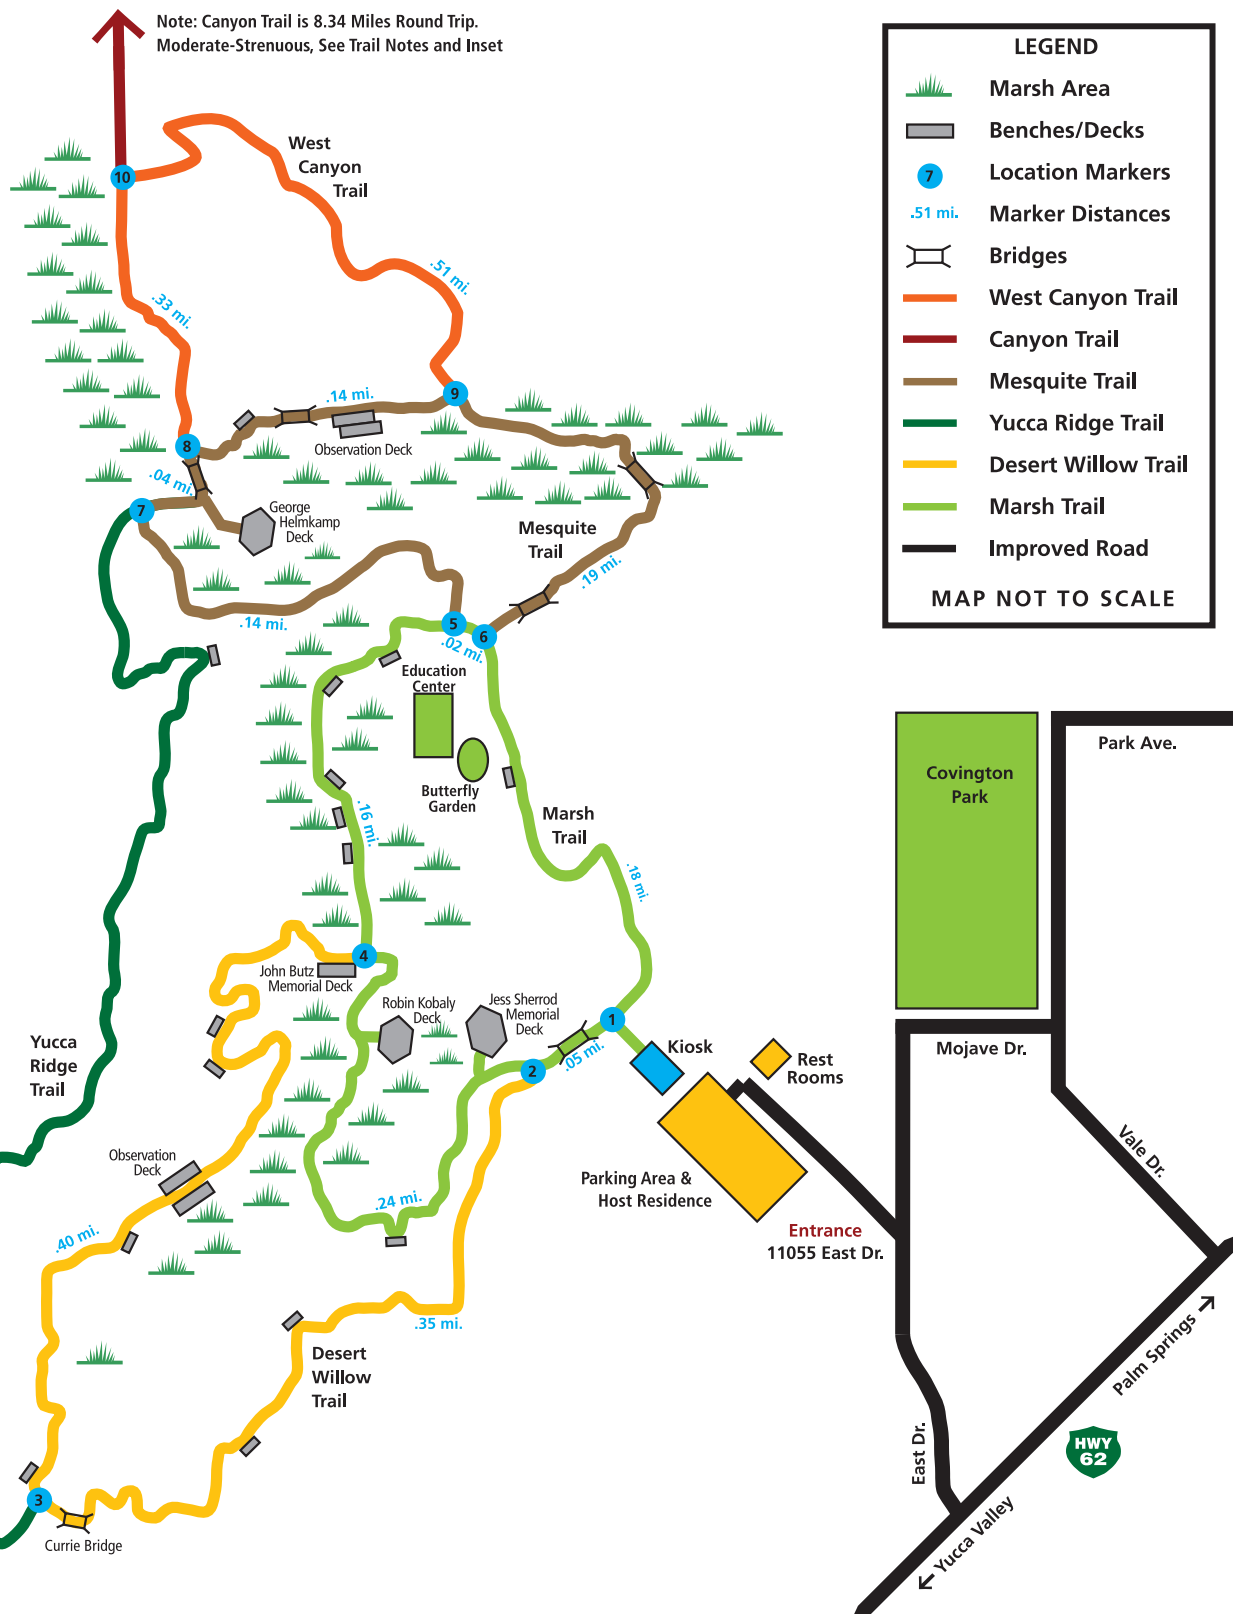 Note: Canyon Trail is 8.34 Miles Round Trip.
Moderate-Strenuous, See Trail Notes and Inset
LEGEND
Marsh Area
Benches/Decks
7
Location Markers
.51 mi.
Marker Distances
Bridges
West Canyon Trail
Canyon Trail
Mesquite Trail
Yucca Ridge Trail
Desert Willow Trail
Marsh Trail
Improved Road
MAP NOT TO SCALE
West
Canyon
Trail
10
.51 mi.
.33 mi.
.14 mi.
9
Observation Deck
8
.04 mi.
7
George
Helmkamp
Deck
Mesquite
Trail
.19 mi.
.14 mi.
5
6
.02 mi.
Education
Center
Butterfly
Garden
.16 mi.
Marsh
Trail
.18 mi.
4
John Butz
Memorial Deck
Robin Kobaly
Deck
Jess Sherrod
Memorial
Deck
1
.05 mi.
2
Kiosk
Rest
Rooms
Yucca
Ridge
Trail
Observation
Deck
Parking Area &
Host Residence
.24 mi.
Entrance
11055 East Dr.
.40 mi.
.35 mi.
Desert
Willow
Trail
3
Currie Bridge
Covington
Park
Park Ave.
Mojave Dr.
Vale Dr.
Palm Springs
East Dr.
HWY
62
Yucca Valley